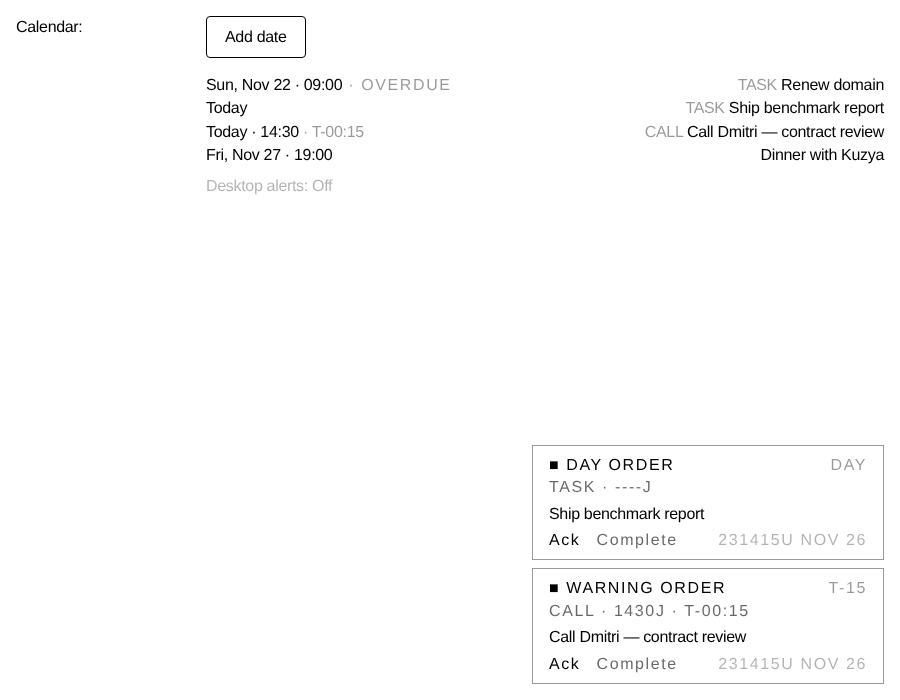 Calendar:
Add date
Sun, Nov 22 · 09:00 · OVERDUE TASK Renew domain
Today TASK Ship benchmark report
Today · 14:30 · T-00:15 CALL Call Dmitri — contract review
Fri, Nov 27 · 19:00 Dinner with Kuzya
Desktop alerts: Off
■ DAY ORDER DAY
TASK · ----J
Ship benchmark report
Ack Complete 231415U NOV 26
■ WARNING ORDER T-15
CALL · 1430J · T-00:15
Call Dmitri — contract review
Ack Complete 231415U NOV 26